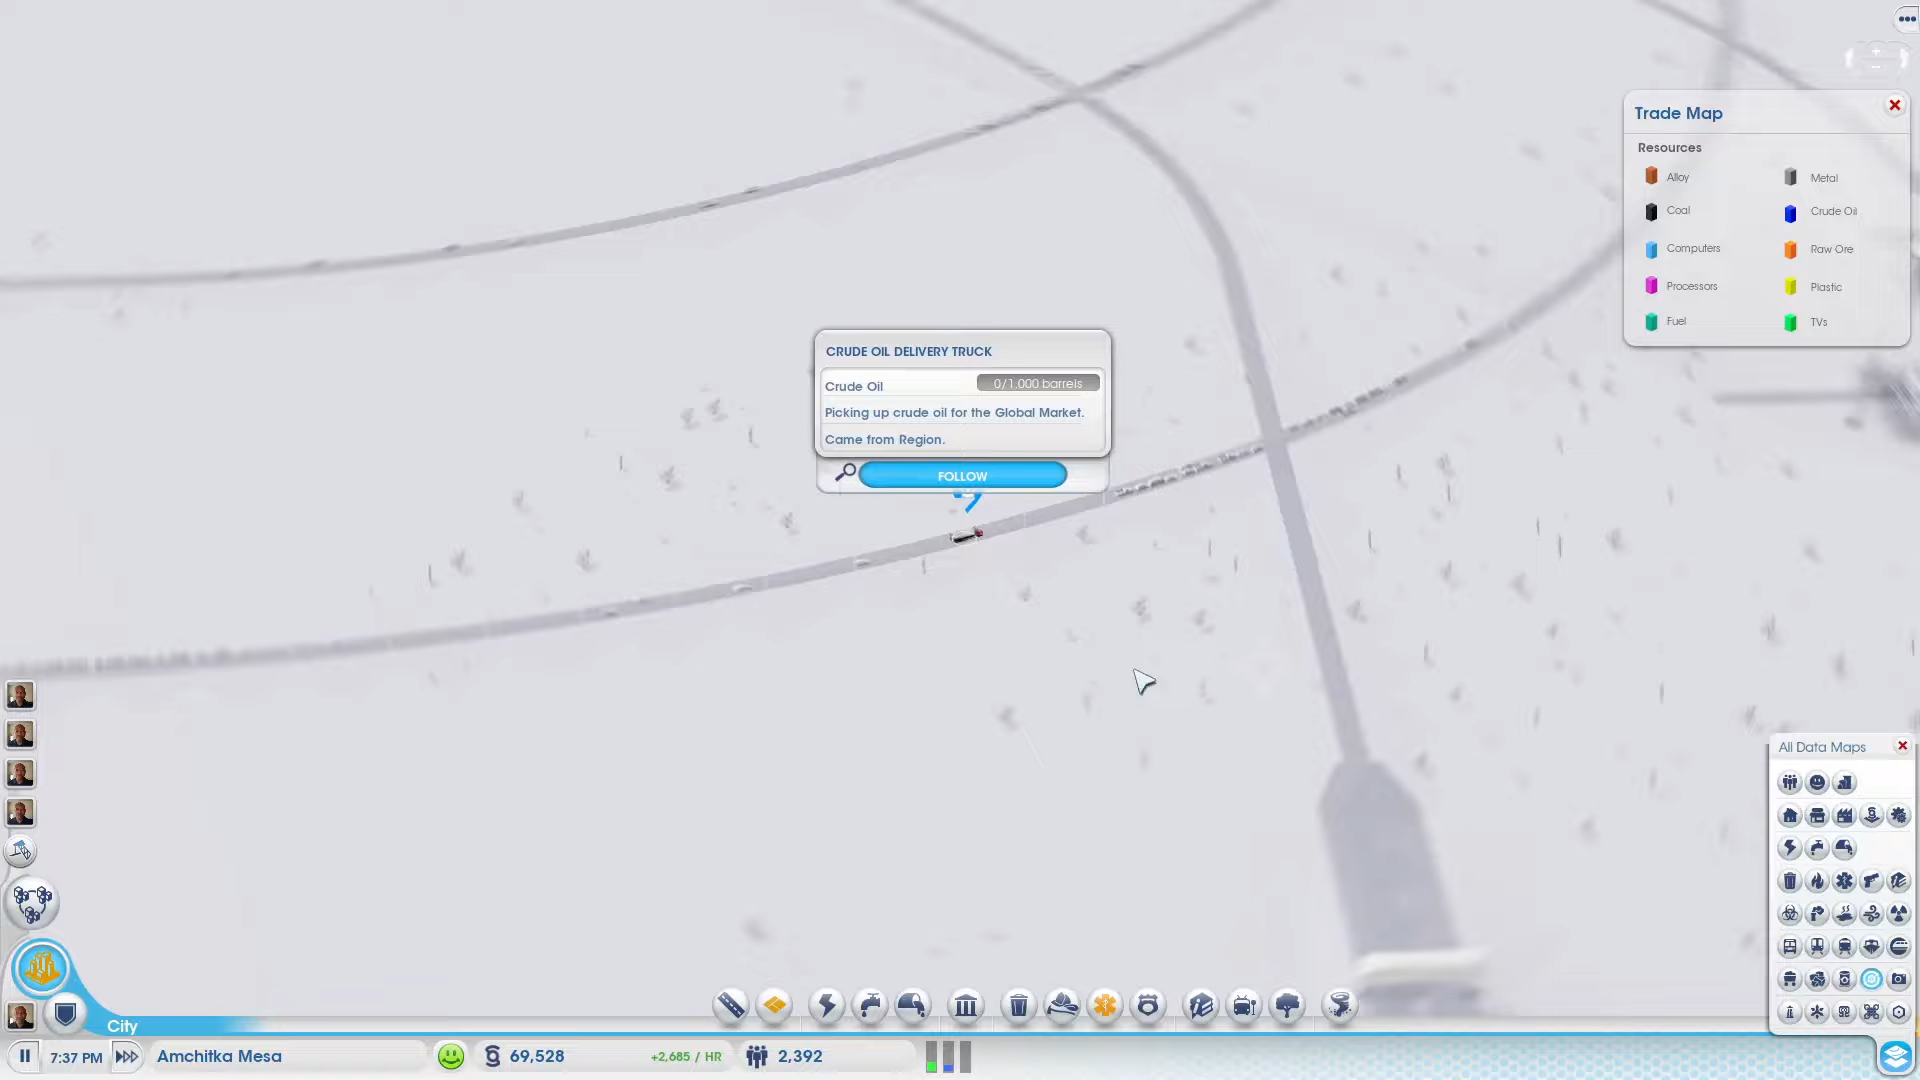 Trade Map
Resources
Alloy
Metal
Coal
Crude Oil
Computers
Raw Ore
Processors
Plastic
Fuel
TVs
CRUDE OIL DELIVERY TRUCK
Crude Oil
0/1,000 barrels
Picking up crude oil for the Global Market.
Came from Region.
FOLLOW
All Data Maps
City
7:37 PM
Amchitka Mesa
69,528
+2,685 / HR
2,392